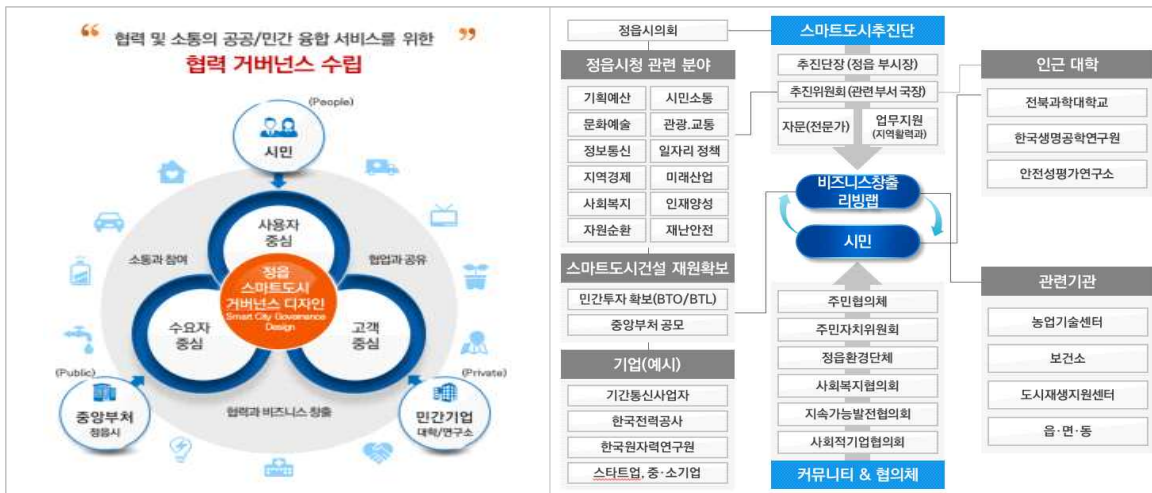 “ 협력 및 소통의 공공/민간 융합 서비스를 위한 ”
협력 거버넌스 수립
(People)
시민
사용자
중심
소통과 참여
협업과 공유
정읍
스마트도시
거버넌스 디자인
Smart City Governance
Design
수요자
중심
고객
중심
(Public)
중앙부처
정읍시
(Private)
민간기업
대학/연구소
협력과 비즈니스 창출
정읍시의회
정읍시청 관련 분야
기획예산
시민소통
문화예술
관광.교통
정보통신
일자리 정책
지역경제
미래산업
사회복지
인재양성
자원순환
재난안전
스마트도시건설 재원확보
민간투자 확보(BTO/BTL)
중앙부처 공모
기업(예시)
기간통신사업자
한국전력공사
한국원자력연구원
스타트업, 중·소기업
스마트도시추진단
추진단장 (정읍 부시장)
추진위원회 (관련 부서 국장)
자문(전문가)
업무지원
(지역활력과)
비즈니스창출
리빙랩
시민
주민협의체
주민자치위원회
정읍환경단체
사회복지협의회
지속가능발전협의회
사회적기업협의회
커뮤니티 & 협의체
인근 대학
전북과학대학교
한국생명공학연구원
안전성평가연구소
관련기관
농업기술센터
보건소
도시재생지원센터
읍·면·동